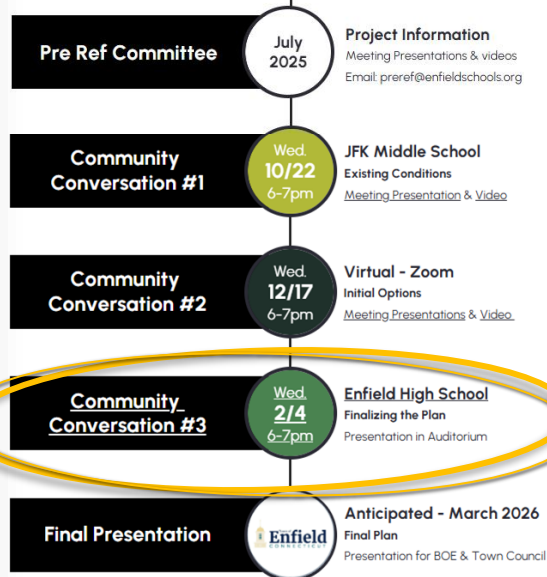 Pre Ref Committee
July
2025
Project Information
Meeting Presentations & videos
Email: preref@enfieldschools.org
Community
Conversation #1
Wed.
10/22
6-7pm
JFK Middle School
Existing Conditions
Meeting Presentation & Video
Community
Conversation #2
Wed.
12/17
6-7pm
Virtual - Zoom
Initial Options
Meeting Presentations & Video
Community
Conversation #3
Wed.
2/4
6-7pm
Enfield High School
Finalizing the Plan
Presentation in Auditorium
Final Presentation
Enfield
CONNECTICUT
Anticipated - March 2026
Final Plan
Presentation for BOE & Town Council